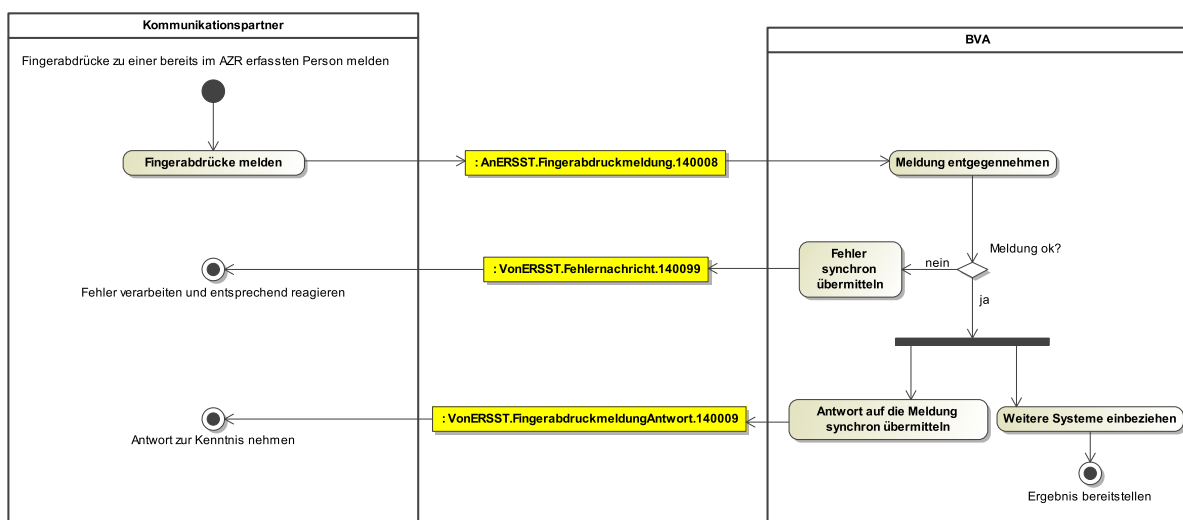 Kommunikationspartner
BVA
Fingerabdrücke zu einer bereits im AZR erfassten Person melden
Fingerabdrücke melden
: AnERSST.Fingerabdruckmeldung.140008
Meldung entgegennehmen
Meldung ok?
nein
ja
Fehler
synchron
übermitteln
: VonERSST.Fehlernachricht.140099
Fehler verarbeiten und entsprechend reagieren
Antwort auf die Meldung
synchron übermitteln
Weitere Systeme einbeziehen
: VonERSST.FingerabdruckmeldungAntwort.140009
Antwort zur Kenntnis nehmen
Ergebnis bereitstellen